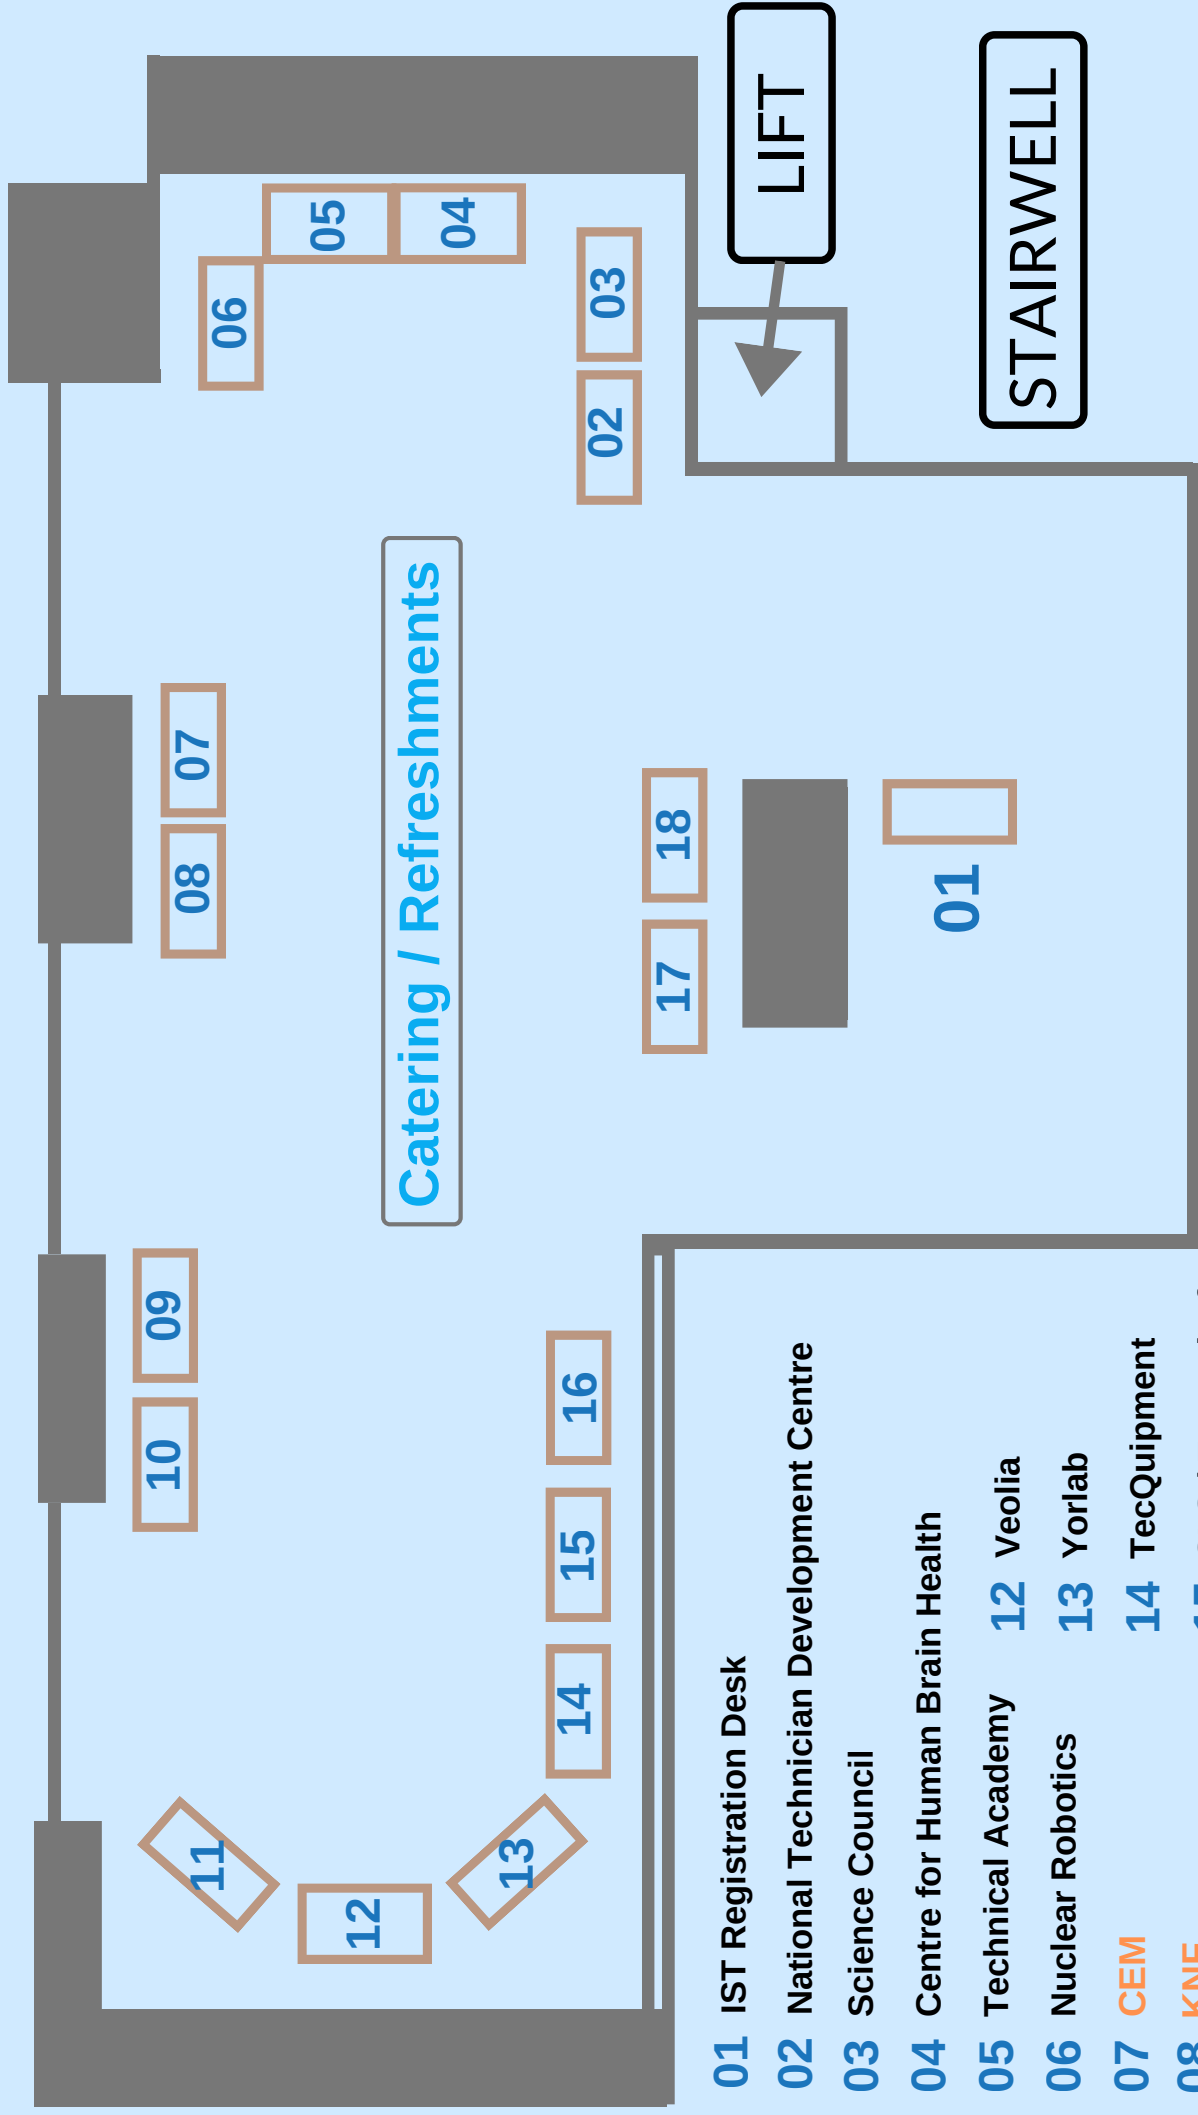 LIFT
STAIRWELL
06
05
04
03
02
07
08
Catering / Refreshments
18
17
01
09
10
16
15
14
11
12
13
01 IST Registration Desk
02 National Technician Development Centre
03 Science Council
04 Centre for Human Brain Health
05 Technical Academy
06 Nuclear Robotics
07 CEM
08 KNF
12 Veolia
13 Yorlab
14 TecQuipment